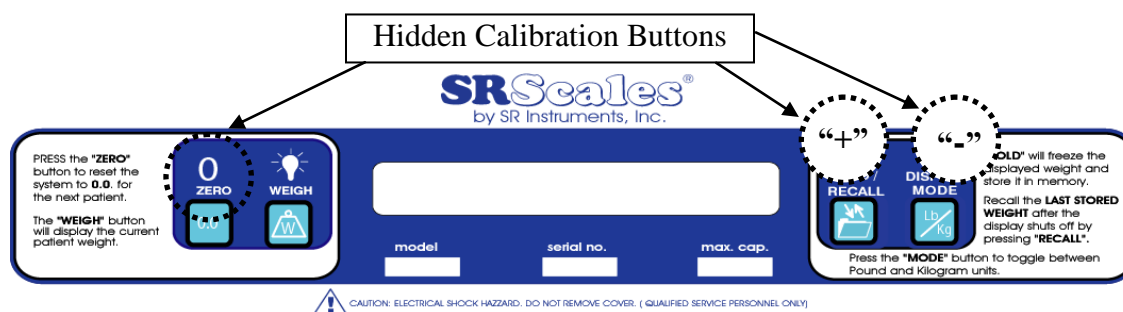 Hidden Calibration Buttons
SRScales®
by SR Instruments, Inc.
PRESS the "ZERO"
button to reset the
system to 0.0. for
the next patient.
The "WEIGH" button
will display the current
patient weight.
0
ZERO
WEIGH
0.0
W
model
serial no.
max. cap.
“+”
“-”
RECALL
MODE
Lb/Kg
OLD" will freeze the
displayed weight and
store it in memory.
Recall the LAST STORED
WEIGHT after the
display shuts off by
pressing "RECALL".
Press the "MODE" button to toggle between
Pound and Kilogram units.
CAUTION: ELECTRICAL SHOCK HAZZARD. DO NOT REMOVE COVER. ( QUALIFIED SERVICE PERSONNEL ONLY)